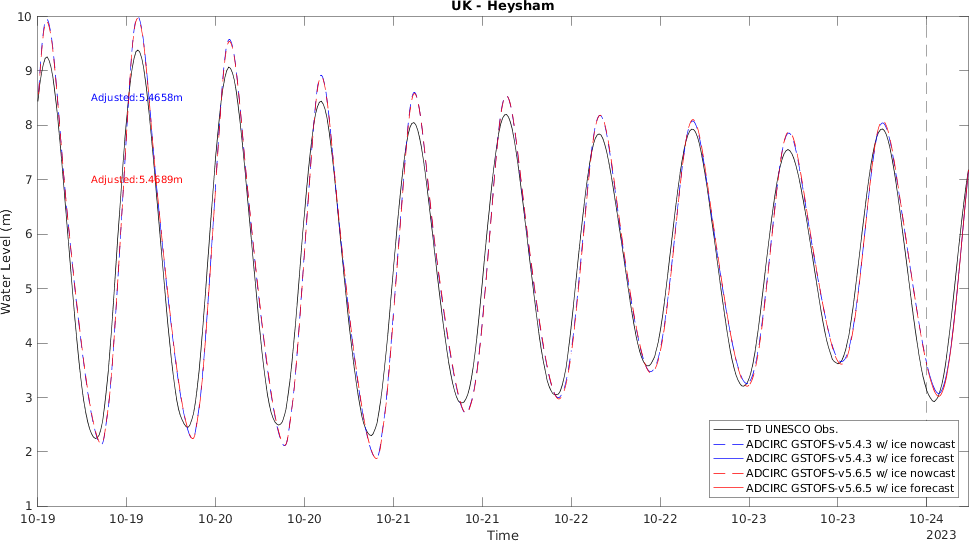 UK - Heysham
10
9
8
7
6
5
4
3
2
1
Water Level (m)
Adjusted:5.4658m
Adjusted:5.4689m
TD UNESCO Obs.
ADCIRC GSTOFS-v5.4.3 w/ ice nowcast
ADCIRC GSTOFS-v5.4.3 w/ ice forecast
ADCIRC GSTOFS-v5.6.5 w/ ice nowcast
ADCIRC GSTOFS-v5.6.5 w/ ice forecast
10-19 10-19 10-20 10-20 10-21 10-21 10-22 10-22 10-23 10-23 10-24
Time
2023